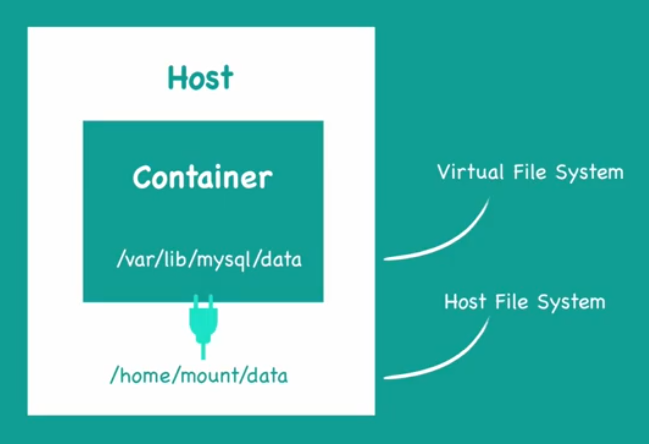 Host
Container
Virtual File System
/var/lib/mysql/data
Host File System
/home/mount/data